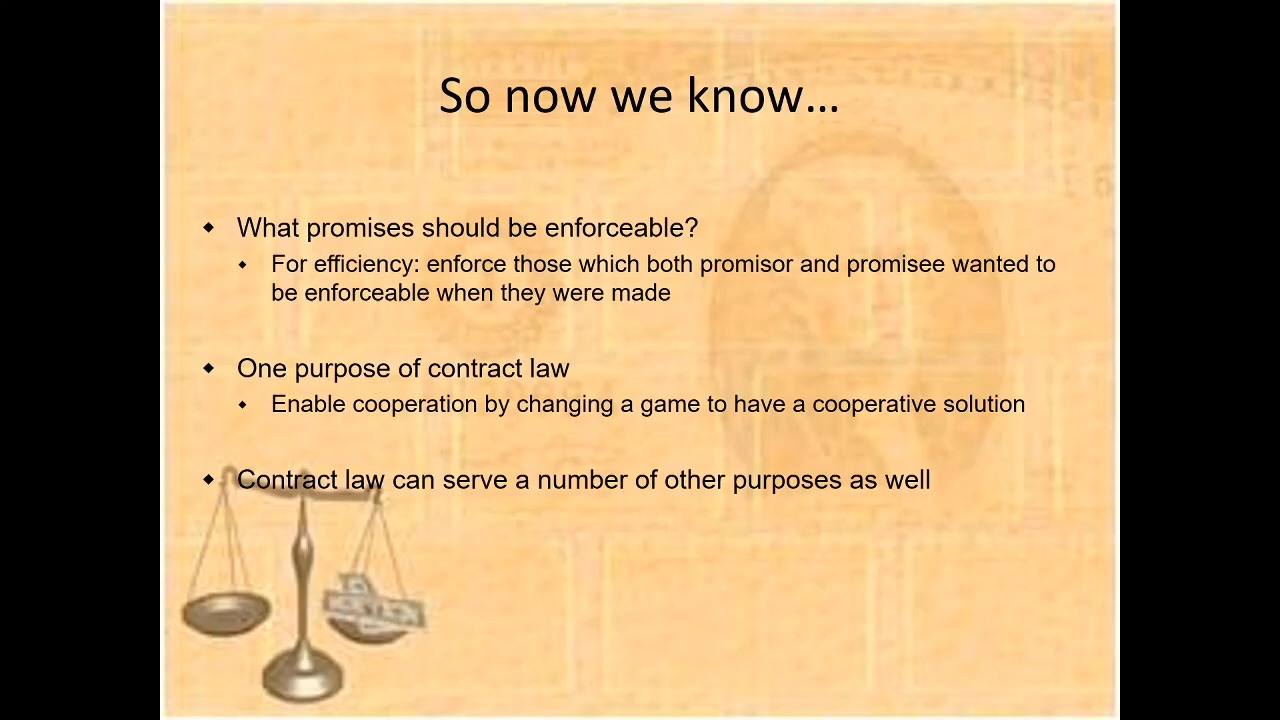 So now we know…
What promises should be enforceable?
For efficiency: enforce those which both promisor and promisee wanted to
be enforceable when they were made
One purpose of contract law
Enable cooperation by changing a game to have a cooperative solution
Contract law can serve a number of other purposes as well